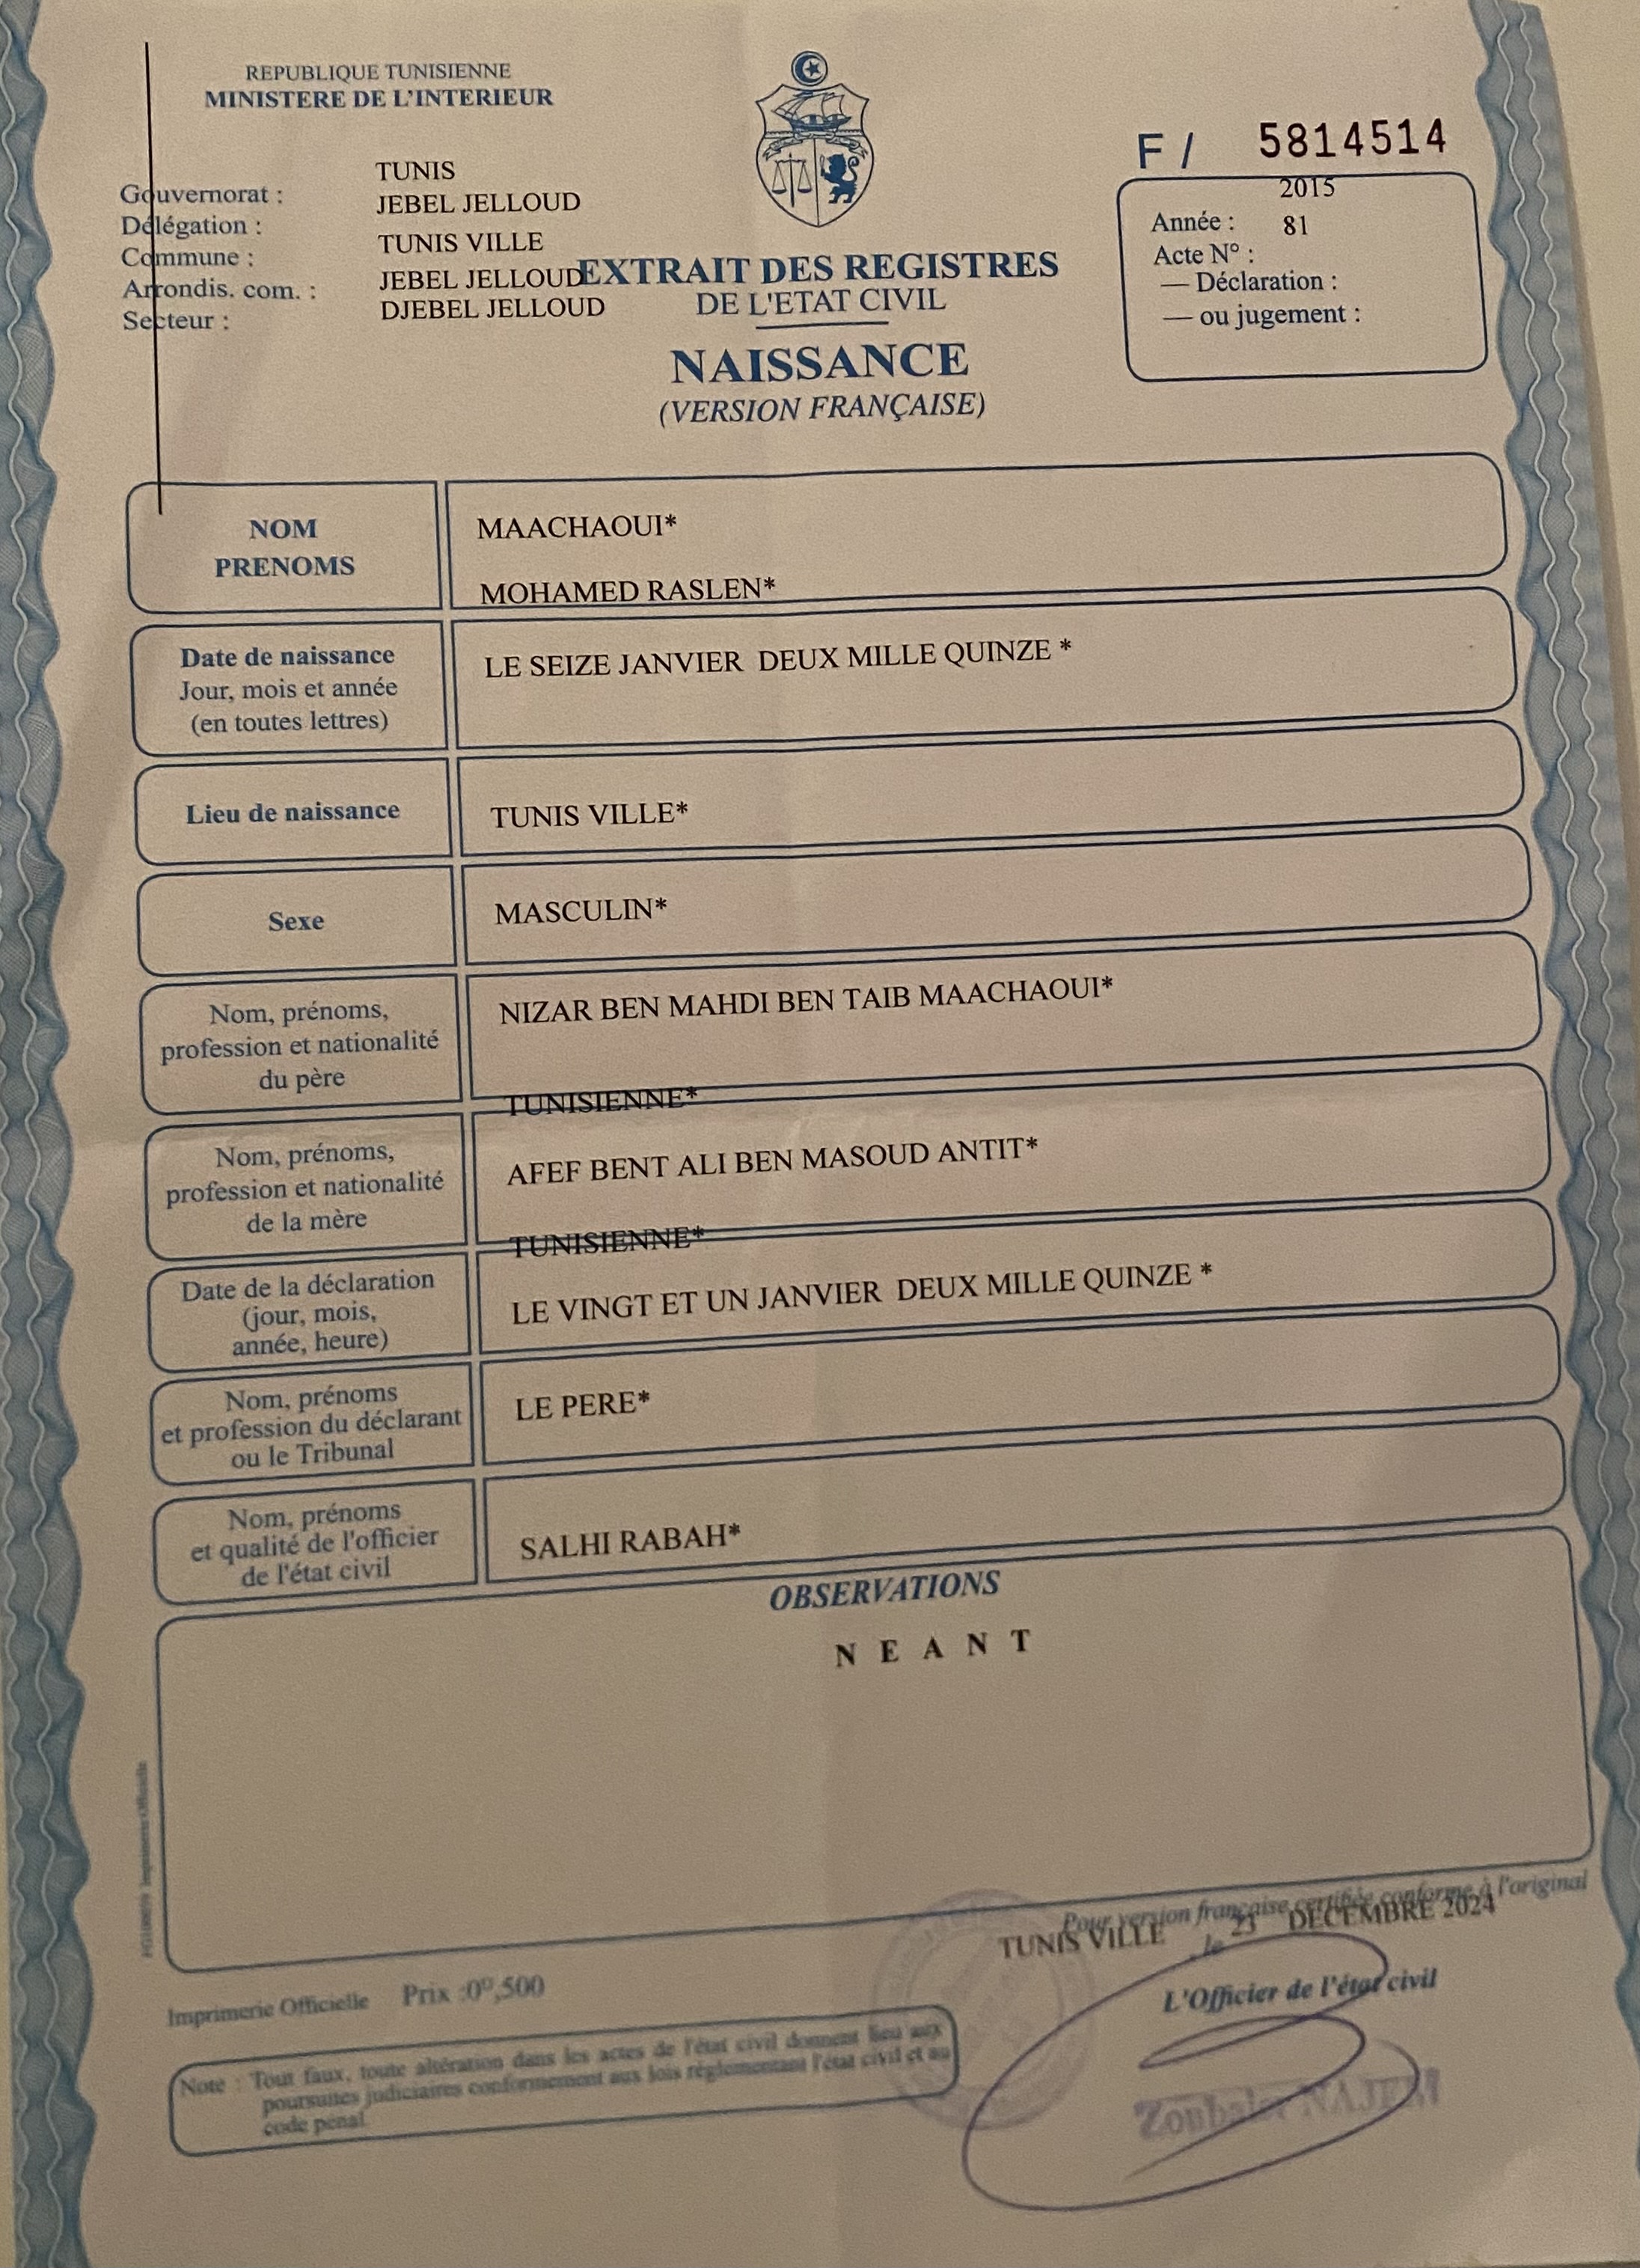 REPUBLIQUE TUNISIENNE
MINISTERE DE L'INTERIEUR
Gouvernorat : TUNIS
Délégation : JEBEL JELLOUD
Commune : TUNIS VILLE
Arrondis. com. : JEBEL JELLOUD
Secteur : DJEBEL JELLOUD
EXTRAIT DES REGISTRES
DE L'ETAT CIVIL
NAISSANCE
(VERSION FRANÇAISE)
F / 5814514
2015
Année : 81
Acte N° :
— Déclaration :
— ou jugement :
NOM
PRENOMS
MAACHAOUI*
MOHAMED RASLEN*
Date de naissance
Jour, mois et année
(en toutes lettres)
LE SEIZE JANVIER DEUX MILLE QUINZE *
Lieu de naissance
TUNIS VILLE*
Sexe
MASCULIN*
Nom, prénoms,
profession et nationalité
du père
NIZAR BEN MAHDI BEN TAIB MAACHAOUI*
TUNISIENNE*
Nom, prénoms,
profession et nationalité
de la mère
AFEF BENT ALI BEN MASOUD ANTIT*
TUNISIENNE*
Date de la déclaration
(jour, mois,
année, heure)
LE VINGT ET UN JANVIER DEUX MILLE QUINZE *
Nom, prénoms
et profession du déclarant
ou le Tribunal
LE PERE*
Nom, prénoms
et qualité de l'officier
de l'état civil
SALHI RABAH*
OBSERVATIONS
N E A N T
Pour version française certifiée conforme à l'original
TUNIS VILLE , le 23 DECEMBRE 2024
L'Officier de l'état civil
NAJEM
Imprimerie Officielle Prix :0ᴰ,500
Note : Tout faux, toute altération dans les actes de l'état civil donnent lieu aux
poursuites judiciaires conformement aux lois règlementant l'état civil et au
code pénal.